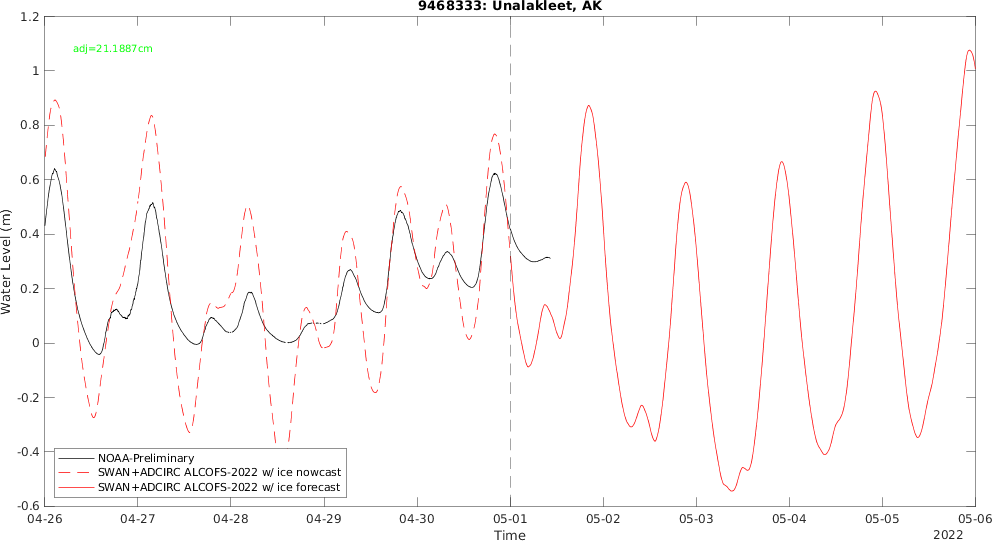 9468333: Unalakleet, AK
adj=21.1887cm
1.2
1
0.8
0.6
0.4
0.2
0
-0.2
-0.4
-0.6
Water Level (m)
NOAA-Preliminary
SWAN+ADCIRC ALCOFS-2022 w/ ice nowcast
SWAN+ADCIRC ALCOFS-2022 w/ ice forecast
04-26 04-27 04-28 04-29 04-30 05-01 05-02 05-03 05-04 05-05 05-06
Time
2022